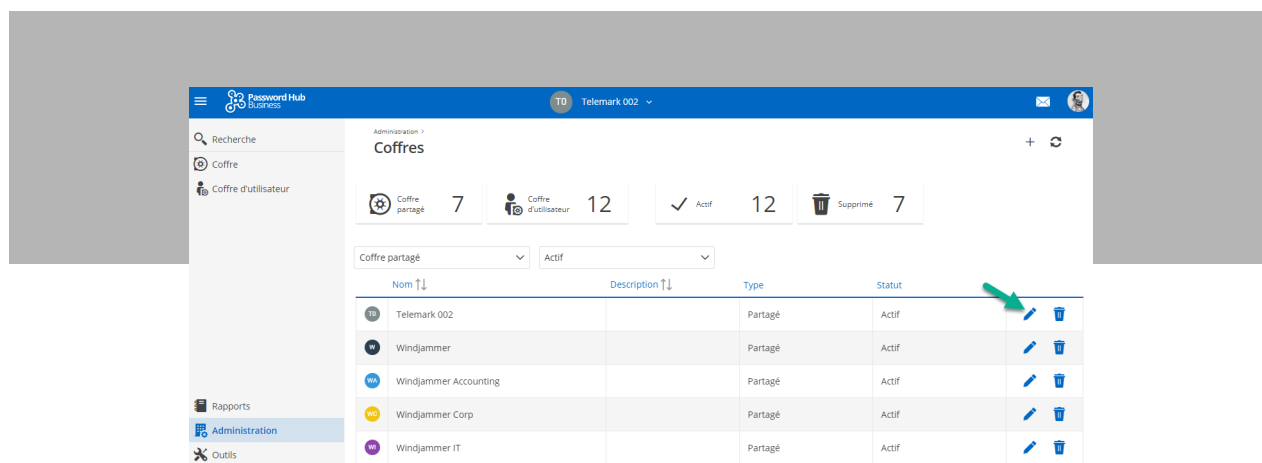 Password Hub
Business
T0 Telemark 002
Recherche
Coffre
Coffre d'utilisateur
Rapports
Administration
Outils
Administration >
Coffres
Coffre
partagé
7
Coffre
d'utilisateur
12
Actif
12
Supprimé
7
Coffre partagé
Actif
Nom Description Type Statut
T0 Telemark 002 Partagé Actif
W Windjammer Partagé Actif
WA Windjammer Accounting Partagé Actif
WC Windjammer Corp Partagé Actif
WI Windjammer IT Partagé Actif